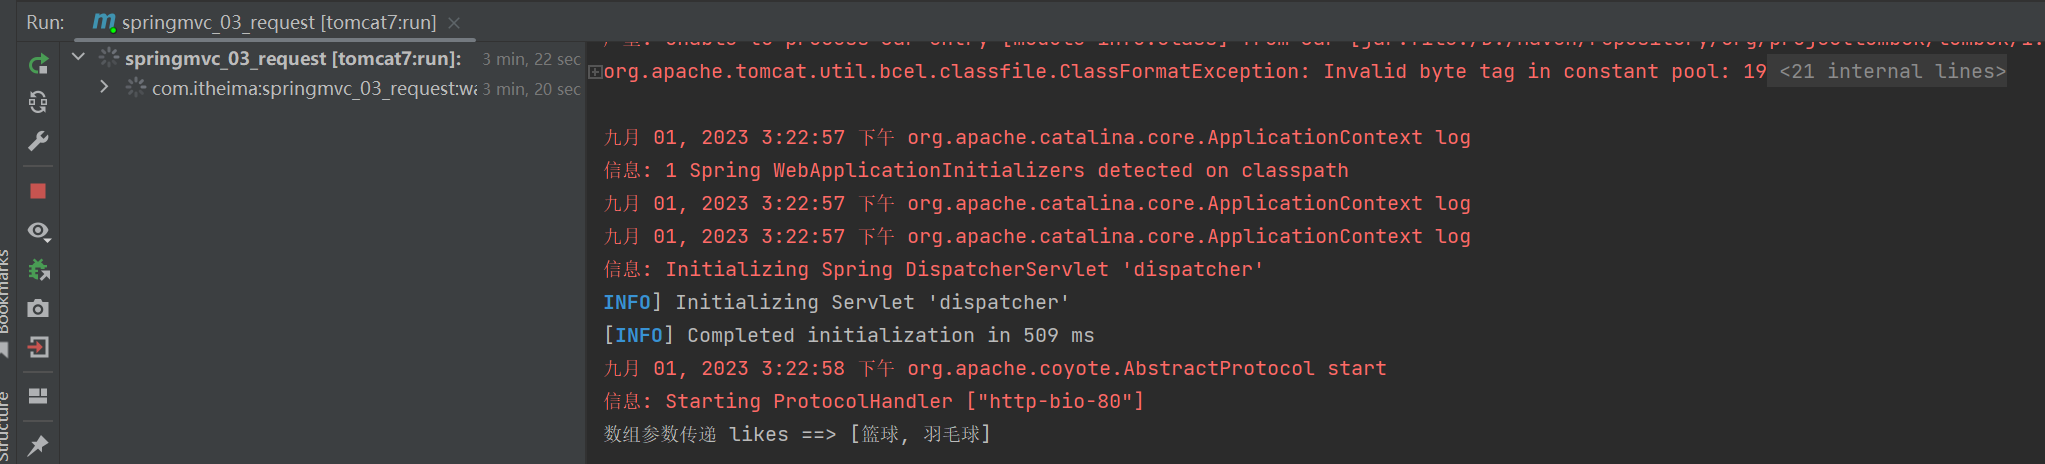 Run: springmvc_03_request [tomcat7:run]
springmvc_03_request [tomcat7:run]: 3 min, 22 sec
com.itheima:springmvc_03_request:wa 3 min, 20 sec
org.apache.tomcat.util.bcel.classfile.ClassFormatException: Invalid byte tag in constant pool: 19 <21 internal lines>
九月 01, 2023 3:22:57 下午 org.apache.catalina.core.ApplicationContext log
信息: 1 Spring WebApplicationInitializers detected on classpath
九月 01, 2023 3:22:57 下午 org.apache.catalina.core.ApplicationContext log
九月 01, 2023 3:22:57 下午 org.apache.catalina.core.ApplicationContext log
信息: Initializing Spring DispatcherServlet 'dispatcher'
INFO] Initializing Servlet 'dispatcher'
[INFO] Completed initialization in 509 ms
九月 01, 2023 3:22:58 下午 org.apache.coyote.AbstractProtocol start
信息: Starting ProtocolHandler ["http-bio-80"]
数组参数传递 likes ==> [篮球, 羽毛球]
Bookmarks
Structure